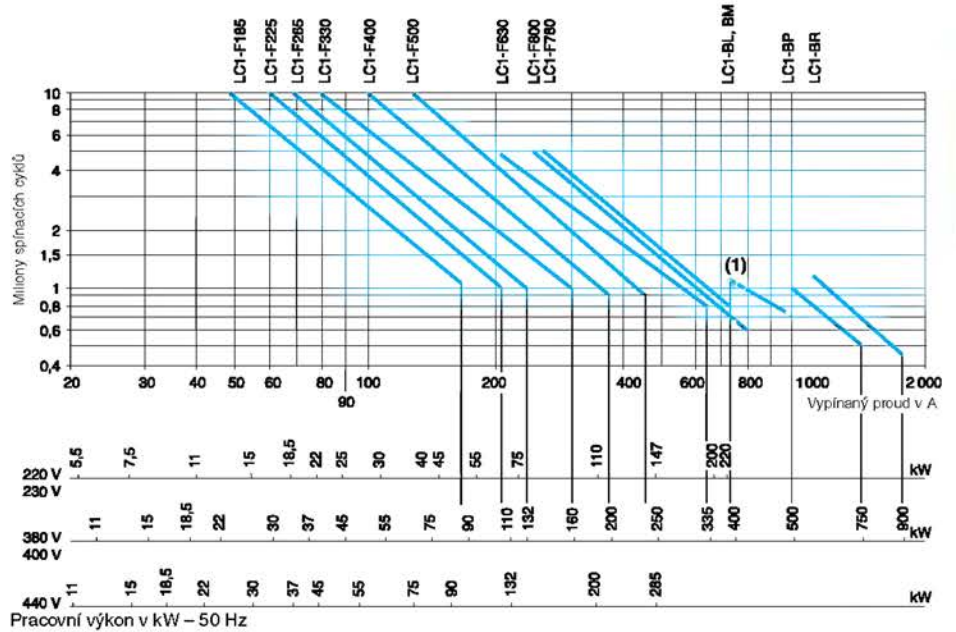 LC1-F185
LC1-F225
LC1-F265
LC1-F330
LC1-F400
LC1-F500
LC1-F630
LC1-F800
LC1-F780
LC1-BL, BM
LC1-BP
LC1-BR
Miliony spínacích cyklů
10
8
6
4
2
1,5
1
0,8
0,6
0,4
(1)
20 30 40 50 60 80 100 200 400 600 800 1000 2 000
90
Vypínaný proud v A
5,5 7,5 11 15 18,5 22 25 30 40 45 55 75 110 147 200 220
220 V kW
230 V
11 15 18,5 22 30 37 45 55 75 90 110 132 160 200 250 335 400 500 750 900
380 V kW
400 V
11 15 18,5 22 30 37 45 55 75 90 132 200 285
440 V kW
Pracovní výkon v kW – 50 Hz